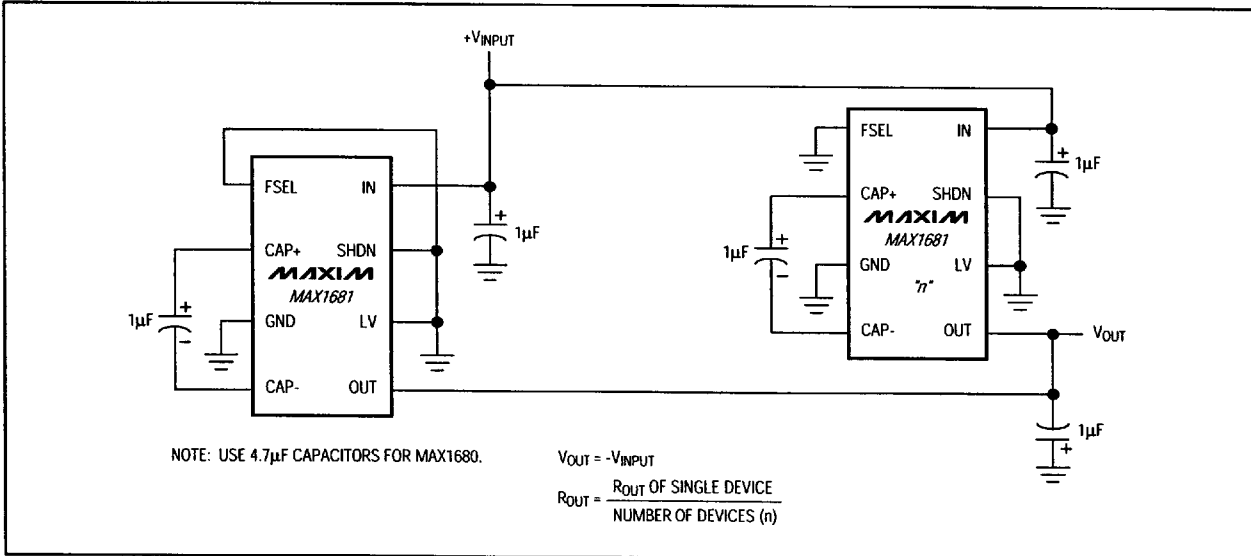 +VINPUT
FSEL IN
CAP+ SHDN
MAXIM
MAX1681
GND LV
CAP- OUT
1µF
+
−
+
1µF
FSEL IN
CAP+ SHDN
MAXIM
MAX1681
GND LV
"n"
CAP- OUT
1µF
+
−
+
1µF
VOUT
1µF
+
NOTE: USE 4.7µF CAPACITORS FOR MAX1680.
VOUT = -VINPUT
ROUT = ROUT OF SINGLE DEVICE
NUMBER OF DEVICES (n)